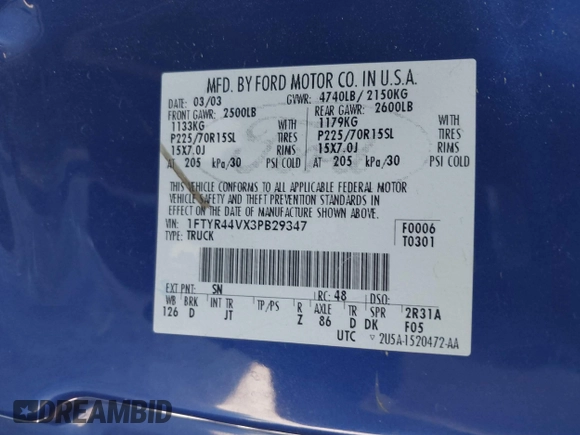 MFD. BY FORD MOTOR CO. IN U.S.A.
DATE: 03/03 GVWR: 4740LB/ 2150KG
FRONT GAWR: 2500LB REAR GAWR: 2600LB
1133KG WITH 1179KG WITH
P225/70R15SL TIRES P225/70R15SL TIRES
15X7.0J RIMS 15X7.0J RIMS
AT 205 kPa/30 PSI COLD AT 205 kPa/30 PSI COLD
THIS VEHICLE CONFORMS TO ALL APPLICABLE FEDERAL MOTOR
VEHICLE SAFETY AND THEFT PREVENTION STANDARDS IN
EFFECT ON THE DATE OF MANUFACTURE SHOWN ABOVE.
VIN: 1FTYR44VX3PB29347 F0006
TYPE: TRUCK T0301
EXT PNT: SN RC: 48 DSO:
WB BRK INT TR TP/PS R AXLE TR SPR 2R31A
126 D JT Z 86 D DK F05
UTC ▽ 2U5A-1520472-AA
Ford
DREAMBID